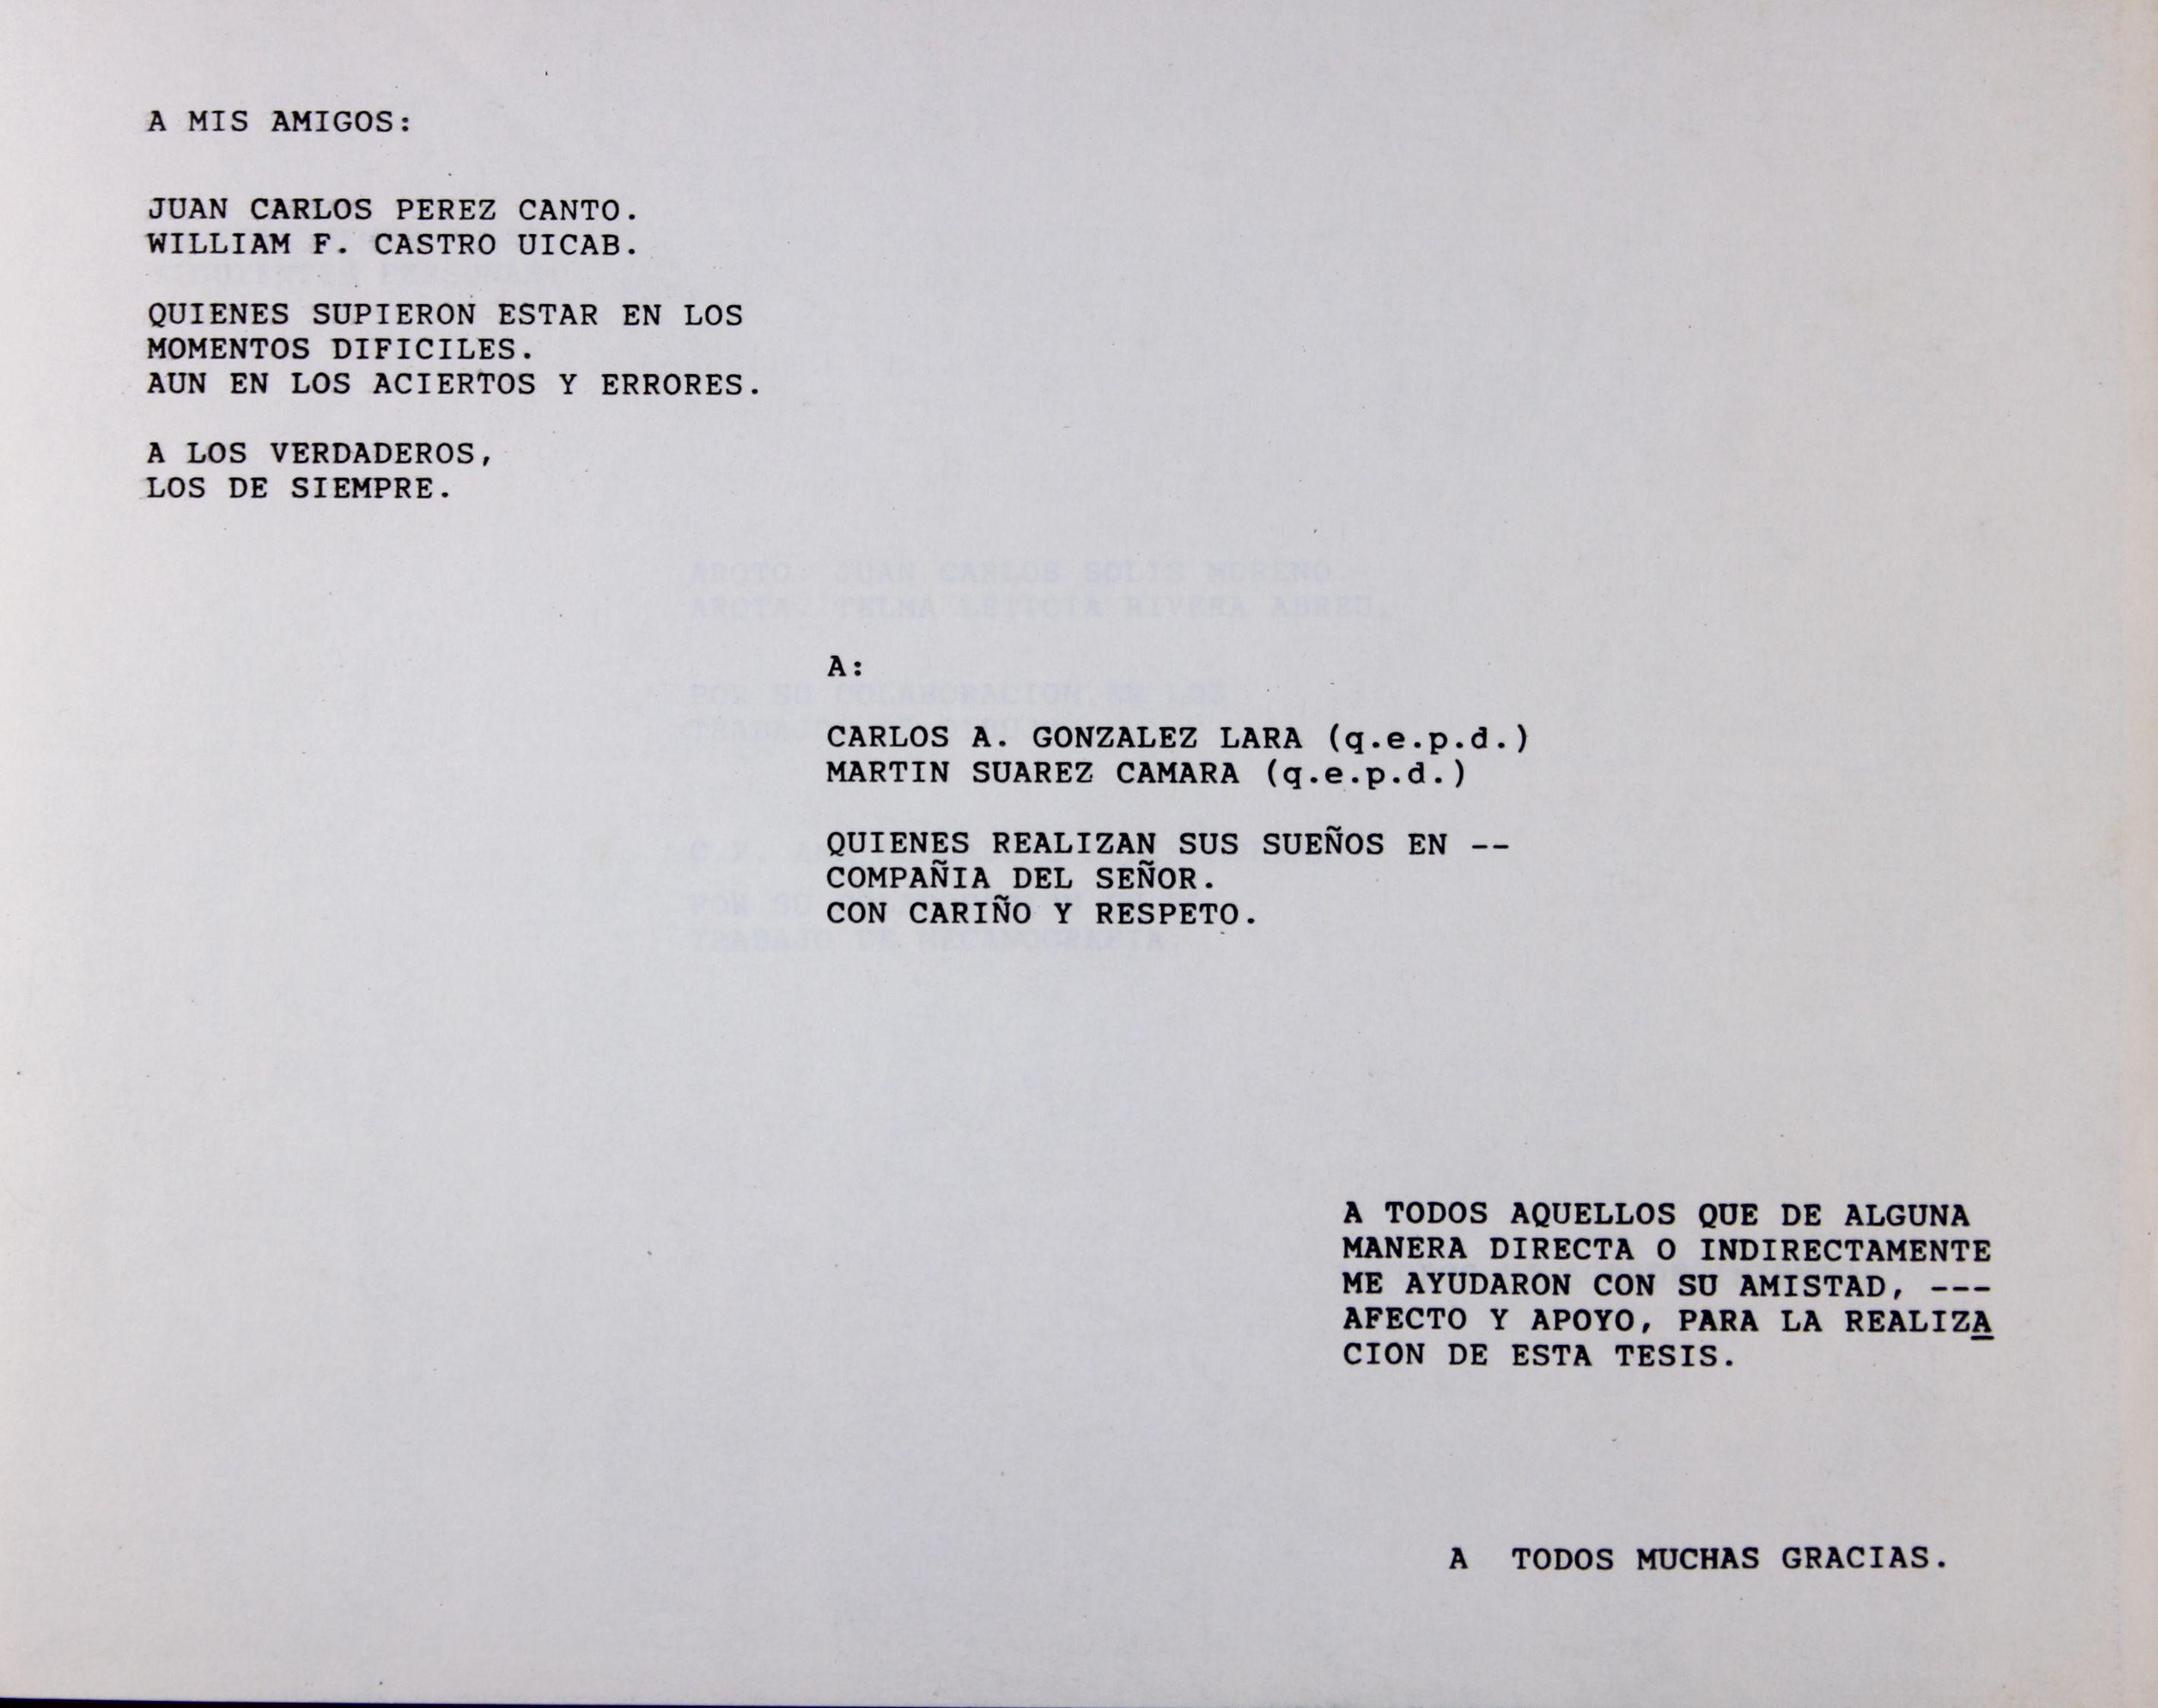 A MIS AMIGOS:
JUAN CARLOS PEREZ CANTO.
WILLIAM F. CASTRO UICAB.
QUIENES SUPIERON ESTAR EN LOS
MOMENTOS DIFICILES.
AUN EN LOS ACIERTOS Y ERRORES.
A LOS VERDADEROS,
LOS DE SIEMPRE.
A:
CARLOS A. GONZALEZ LARA (q.e.p.d.)
MARTIN SUAREZ CAMARA (q.e.p.d.)
QUIENES REALIZAN SUS SUEÑOS EN --
COMPAÑIA DEL SEÑOR.
CON CARIÑO Y RESPETO.
A TODOS AQUELLOS QUE DE ALGUNA
MANERA DIRECTA O INDIRECTAMENTE
ME AYUDARON CON SU AMISTAD, ---
AFECTO Y APOYO, PARA LA REALIZA
CION DE ESTA TESIS.
A TODOS MUCHAS GRACIAS.